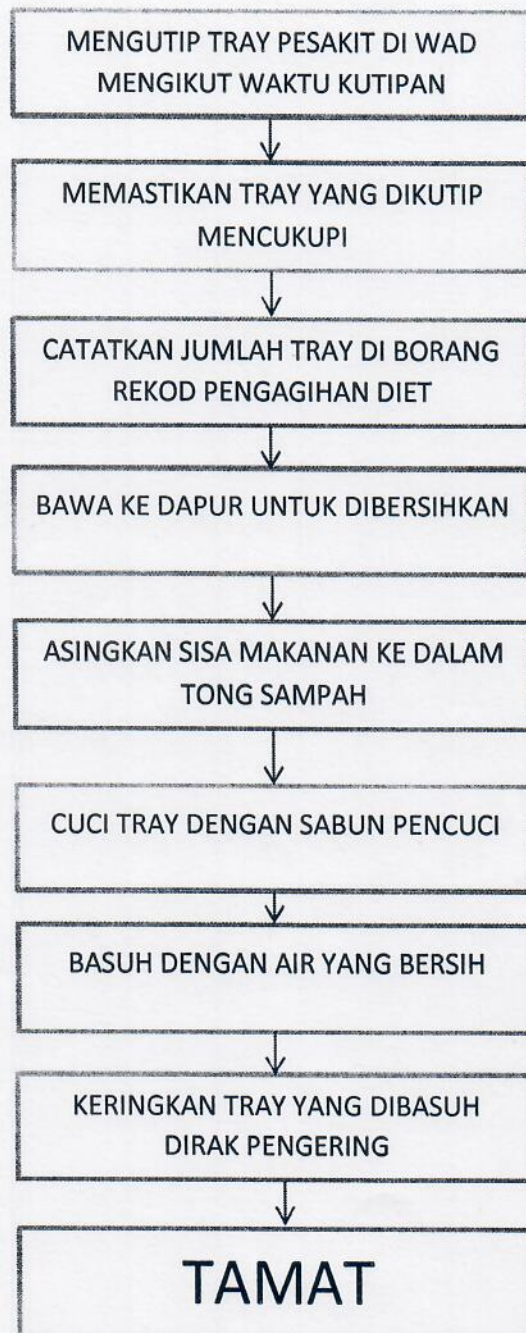 MENGUTIP TRAY PESAKIT DI WAD
MENGIKUT WAKTU KUTIPAN
MEMASTIKAN TRAY YANG DIKUTIP
MENCUKUPI
CATATKAN JUMLAH TRAY DI BORANG
REKOD PENGAGIHAN DIET
BAWA KE DAPUR UNTUK DIBERSIHKAN
ASINGKAN SISA MAKANAN KE DALAM
TONG SAMPAH
CUCI TRAY DENGAN SABUN PENCUCI
BASUH DENGAN AIR YANG BERSIH
KERINGKAN TRAY YANG DIBASUH
DIRAK PENGERING
TAMAT